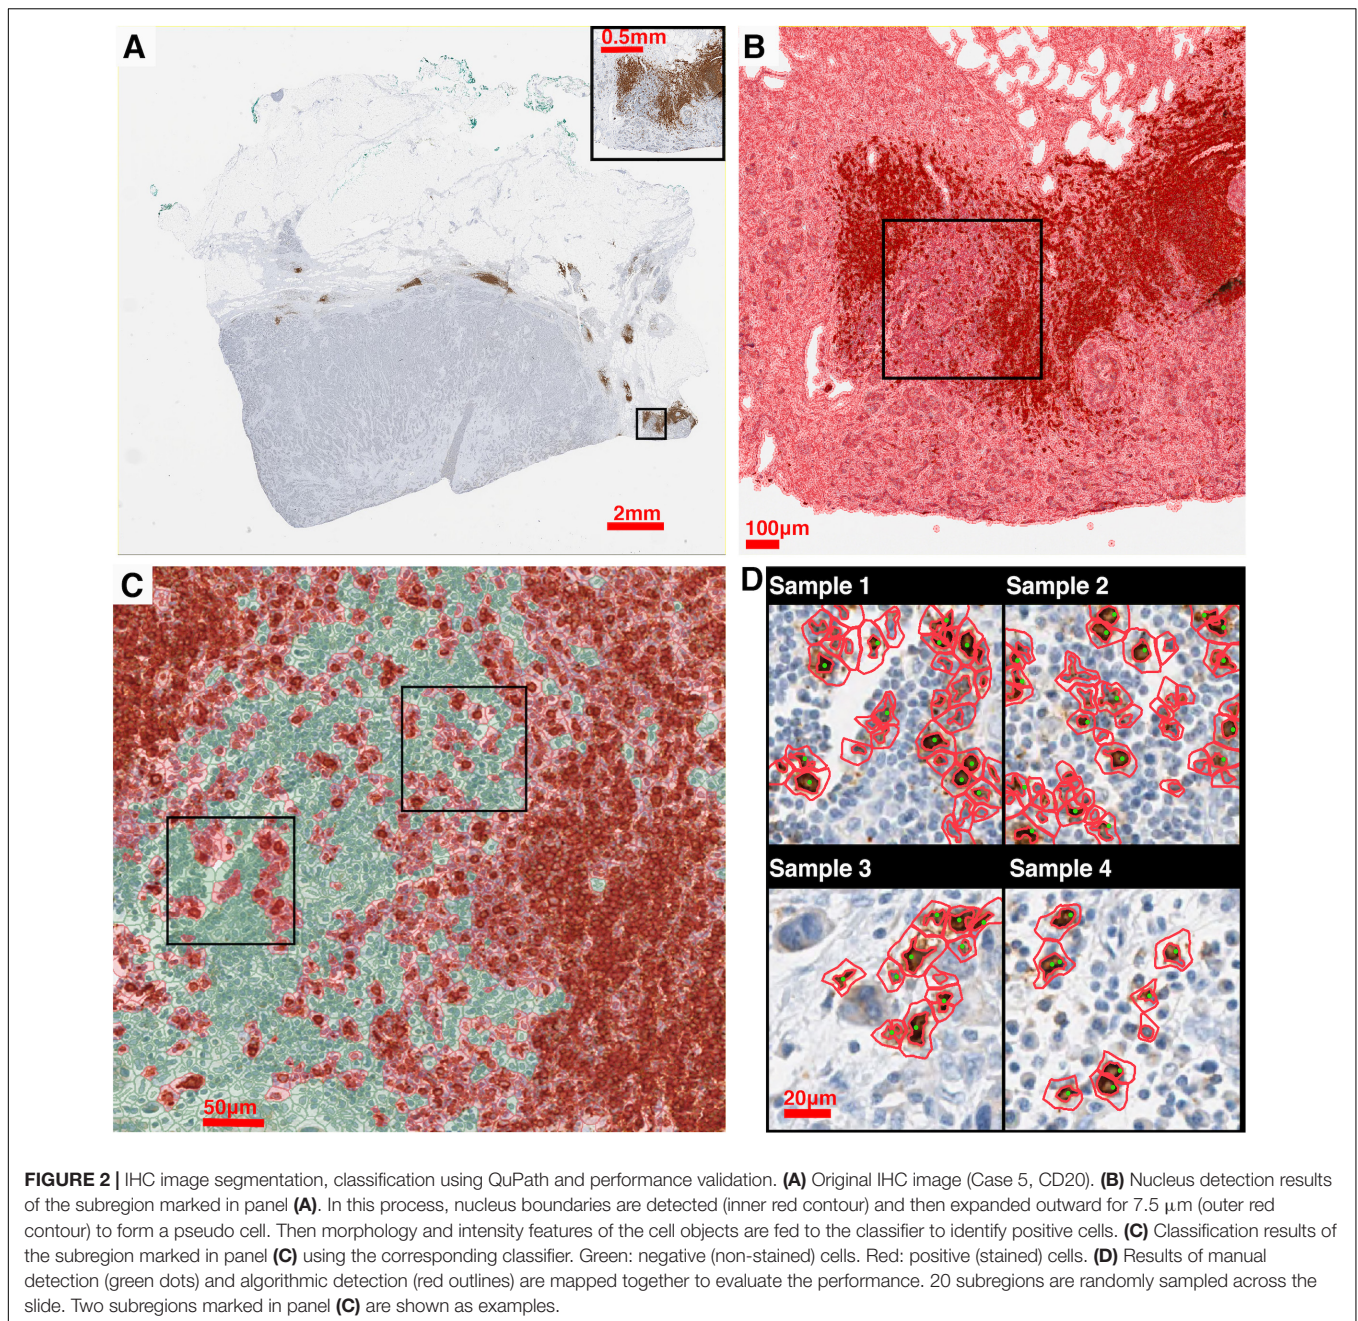 A
0.5mm
2mm
B
100μm
C
50μm
D
Sample 1
Sample 2
Sample 3
Sample 4
20μm
FIGURE 2 | IHC image segmentation, classification using QuPath and performance validation. (A) Original IHC image (Case 5, CD20). (B) Nucleus detection results
of the subregion marked in panel (A). In this process, nucleus boundaries are detected (inner red contour) and then expanded outward for 7.5 μm (outer red
contour) to form a pseudo cell. Then morphology and intensity features of the cell objects are fed to the classifier to identify positive cells. (C) Classification results of
the subregion marked in panel (C) using the corresponding classifier. Green: negative (non-stained) cells. Red: positive (stained) cells. (D) Results of manual
detection (green dots) and algorithmic detection (red outlines) are mapped together to evaluate the performance. 20 subregions are randomly sampled across the
slide. Two subregions marked in panel (C) are shown as examples.